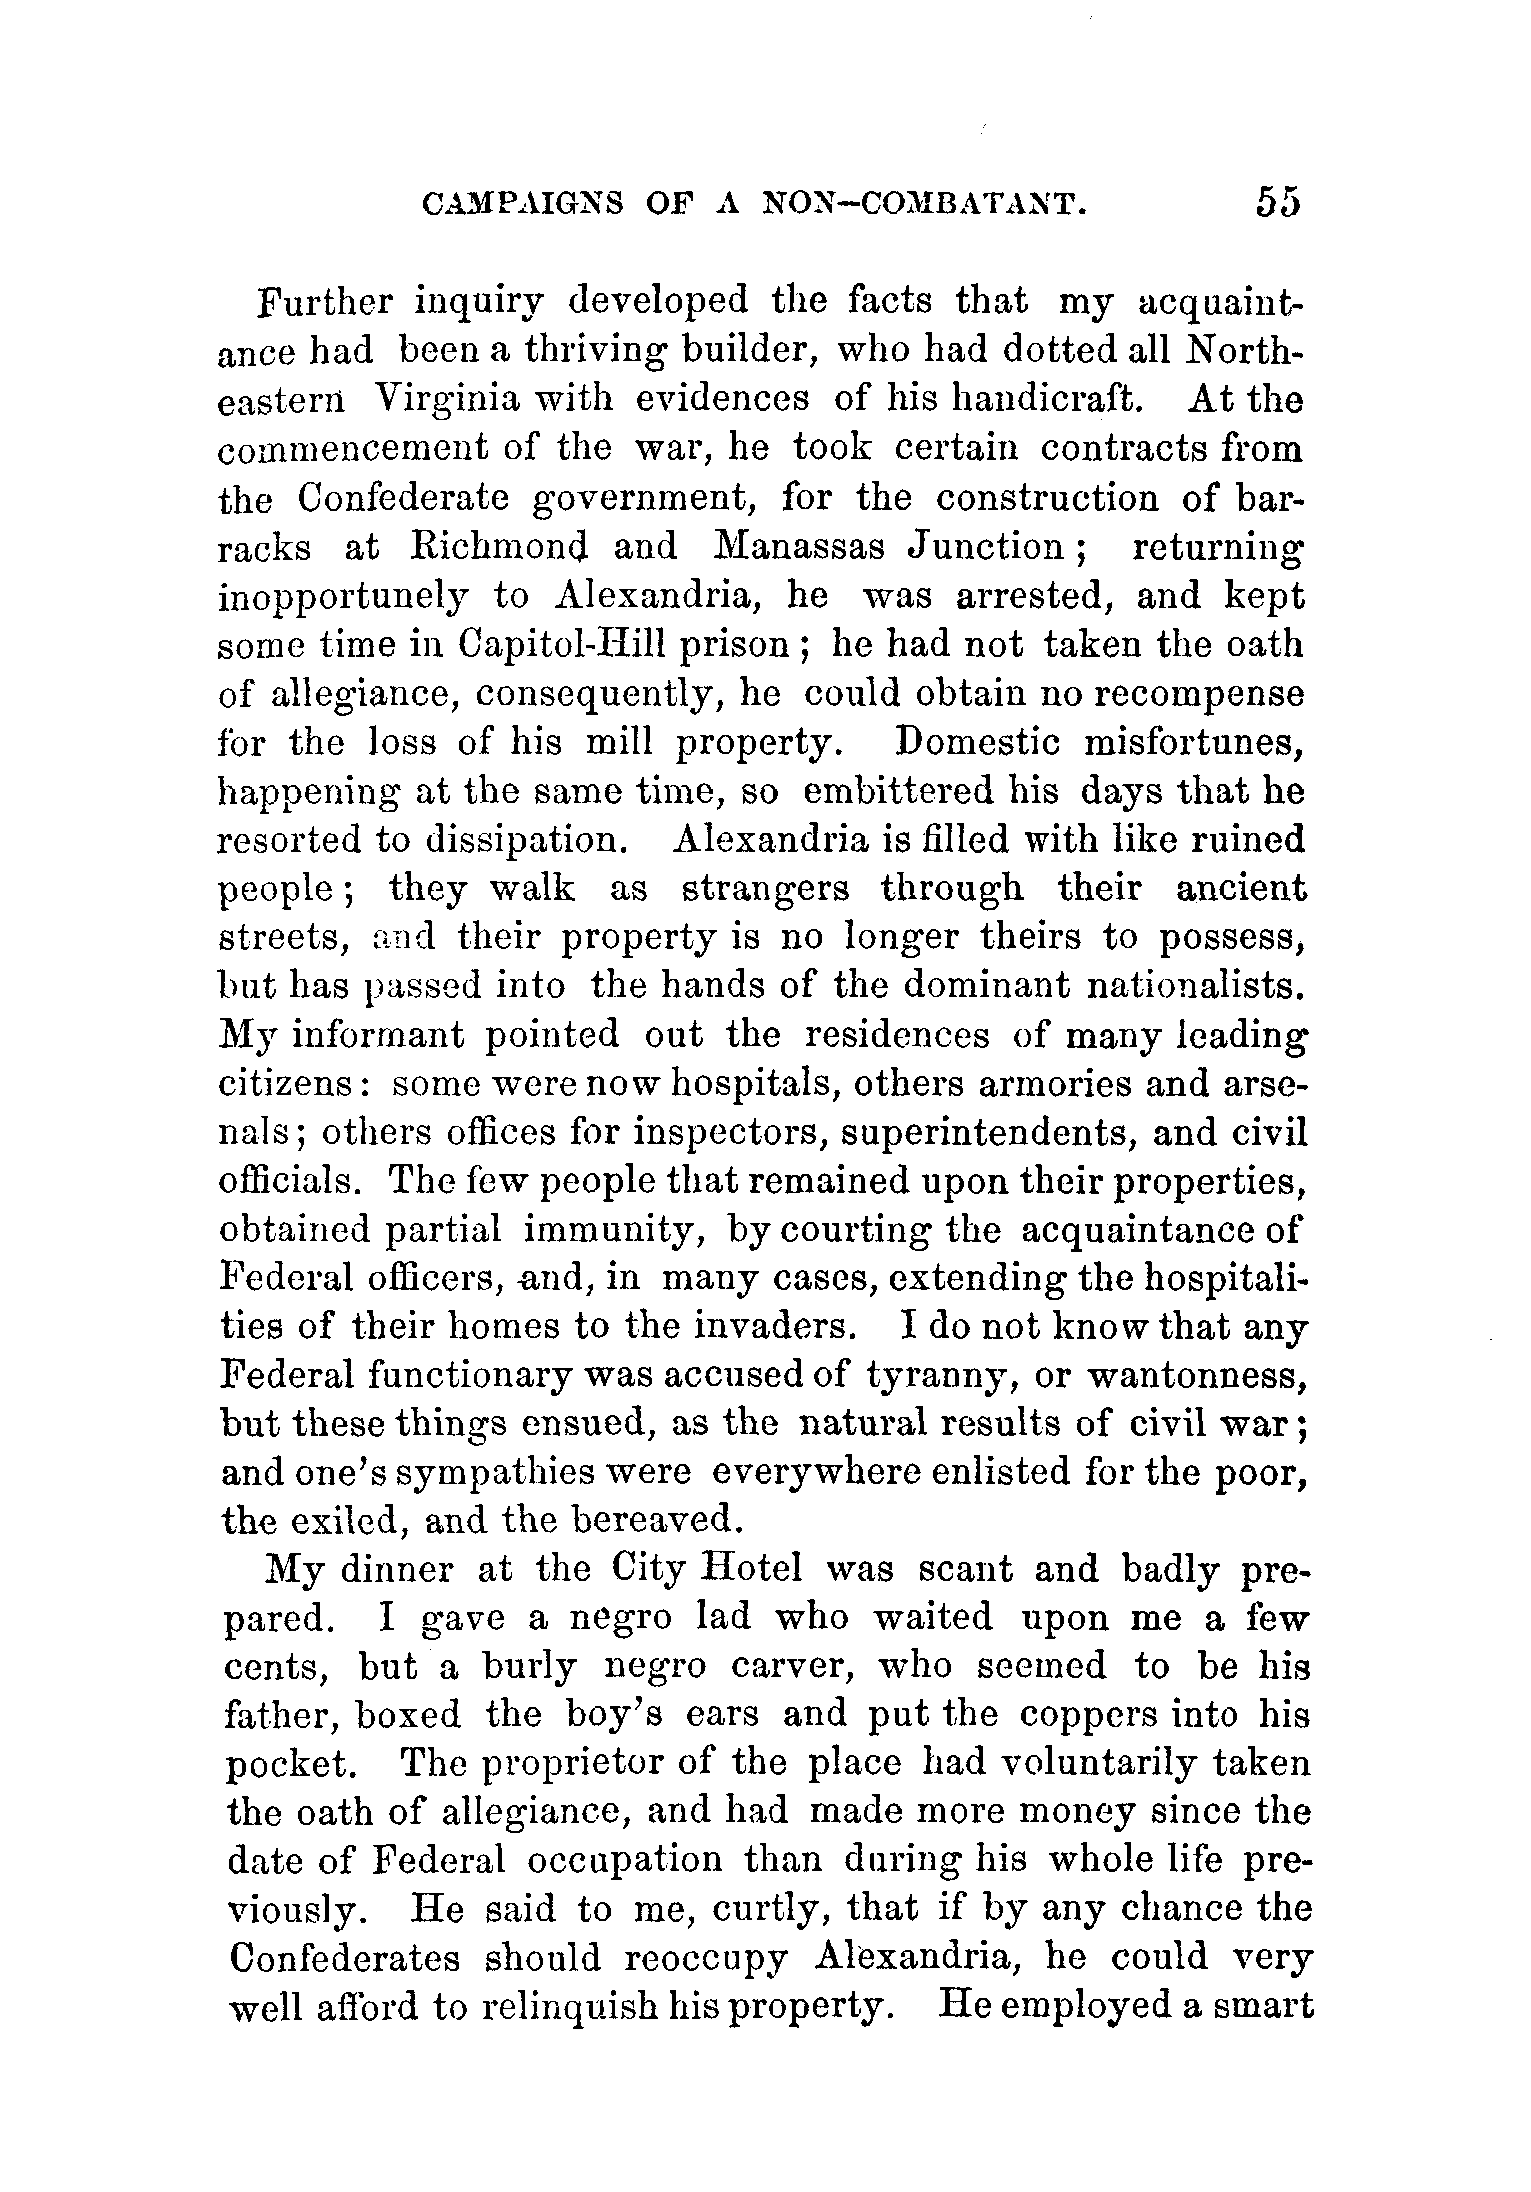 CAMPAIGNS OF A NON-COMBATANT. 55
Further inquiry developed the facts that my acquaint-
ance had been a thriving builder, who had dotted all North-
eastern Virginia with evidences of his handicraft. At the
commencement of the war, he took certain contracts from
the Confederate government, for the construction of bar-
racks at Richmond and Manassas Junction; returning
inopportunely to Alexandria, he was arrested, and kept
some time in Capitol-Hill prison; he had not taken the oath
of allegiance, consequently, he could obtain no recompense
for the loss of his mill property. Domestic misfortunes,
happening at the same time, so embittered his days that he
resorted to dissipation. Alexandria is filled with like ruined
people; they walk as strangers through their ancient
streets, and their property is no longer theirs to possess,
but has passed into the hands of the dominant nationalists.
My informant pointed out the residences of many leading
citizens: some were now hospitals, others armories and arse-
nals; others offices for inspectors, superintendents, and civil
officials. The few people that remained upon their properties,
obtained partial immunity, by courting the acquaintance of
Federal officers, and, in many cases, extending the hospitali-
ties of their homes to the invaders. I do not know that any
Federal functionary was accused of tyranny, or wantonness,
but these things ensued, as the natural results of civil war;
and one's sympathies were everywhere enlisted for the poor,
the exiled, and the bereaved.
My dinner at the City Hotel was scant and badly pre-
pared. I gave a negro lad who waited upon me a few
cents, but a burly negro carver, who seemed to be his
father, boxed the boy's ears and put the coppers into his
pocket. The proprietor of the place had voluntarily taken
the oath of allegiance, and had made more money since the
date of Federal occupation than during his whole life pre-
viously. He said to me, curtly, that if by any chance the
Confederates should reoccupy Alexandria, he could very
well afford to relinquish his property. He employed a smart